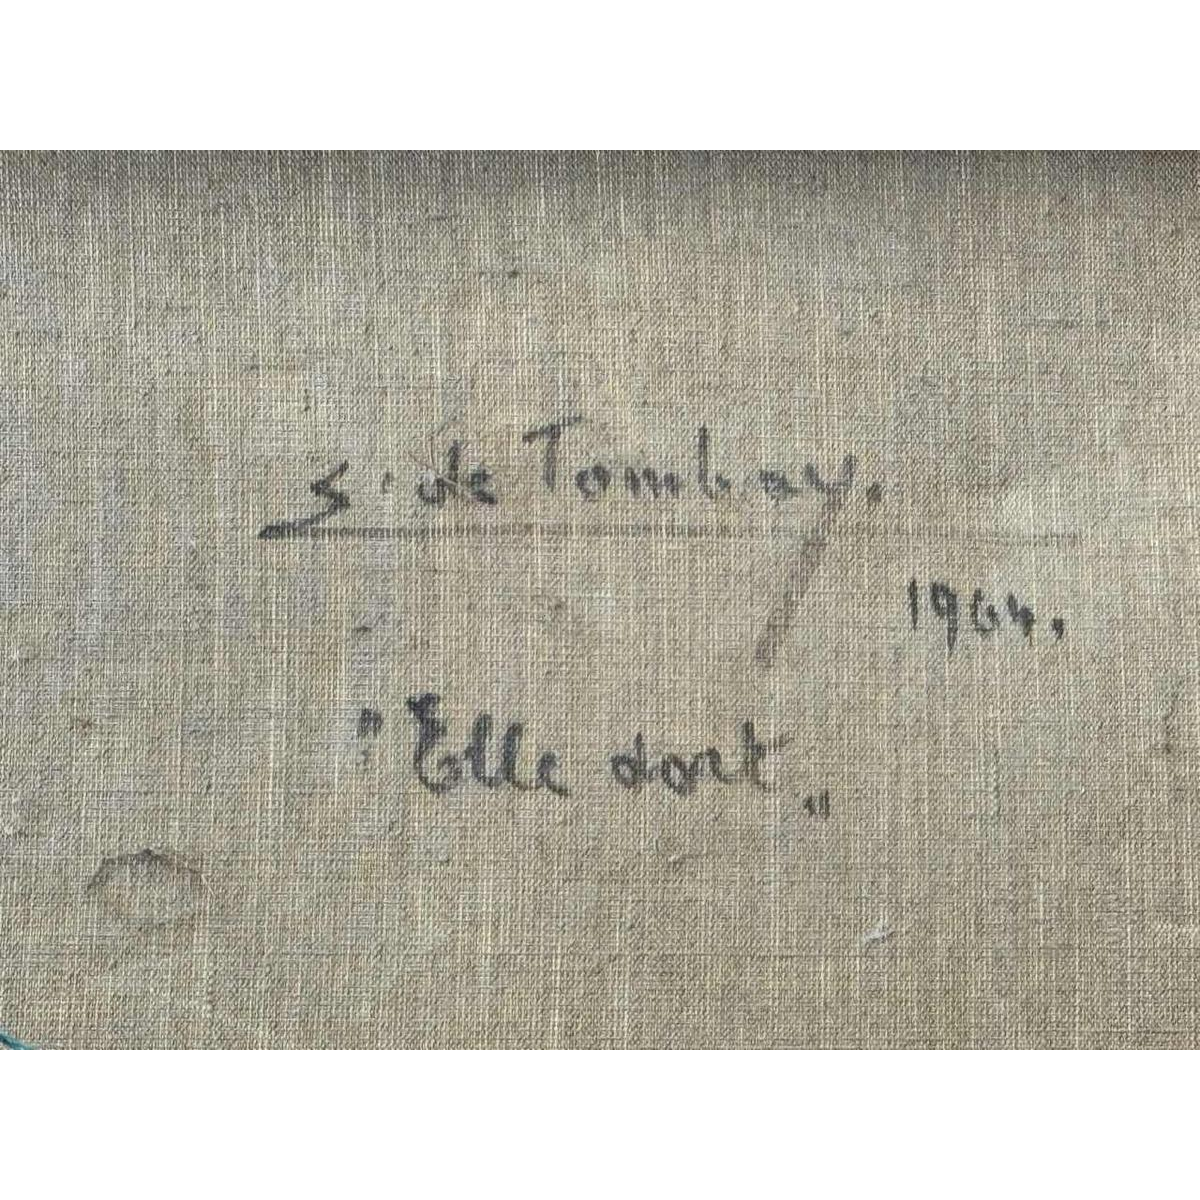 S. de Tombay.
1964.
"Elle dort„